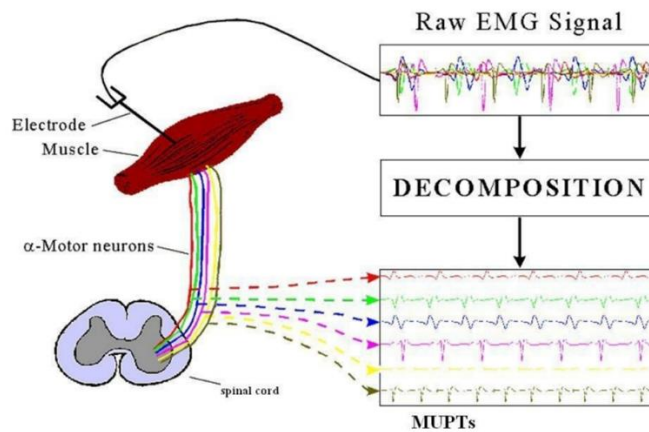 Raw EMG Signal
Electrode
Muscle
DECOMPOSITION
α-Motor neurons
spinal cord
MUPTs